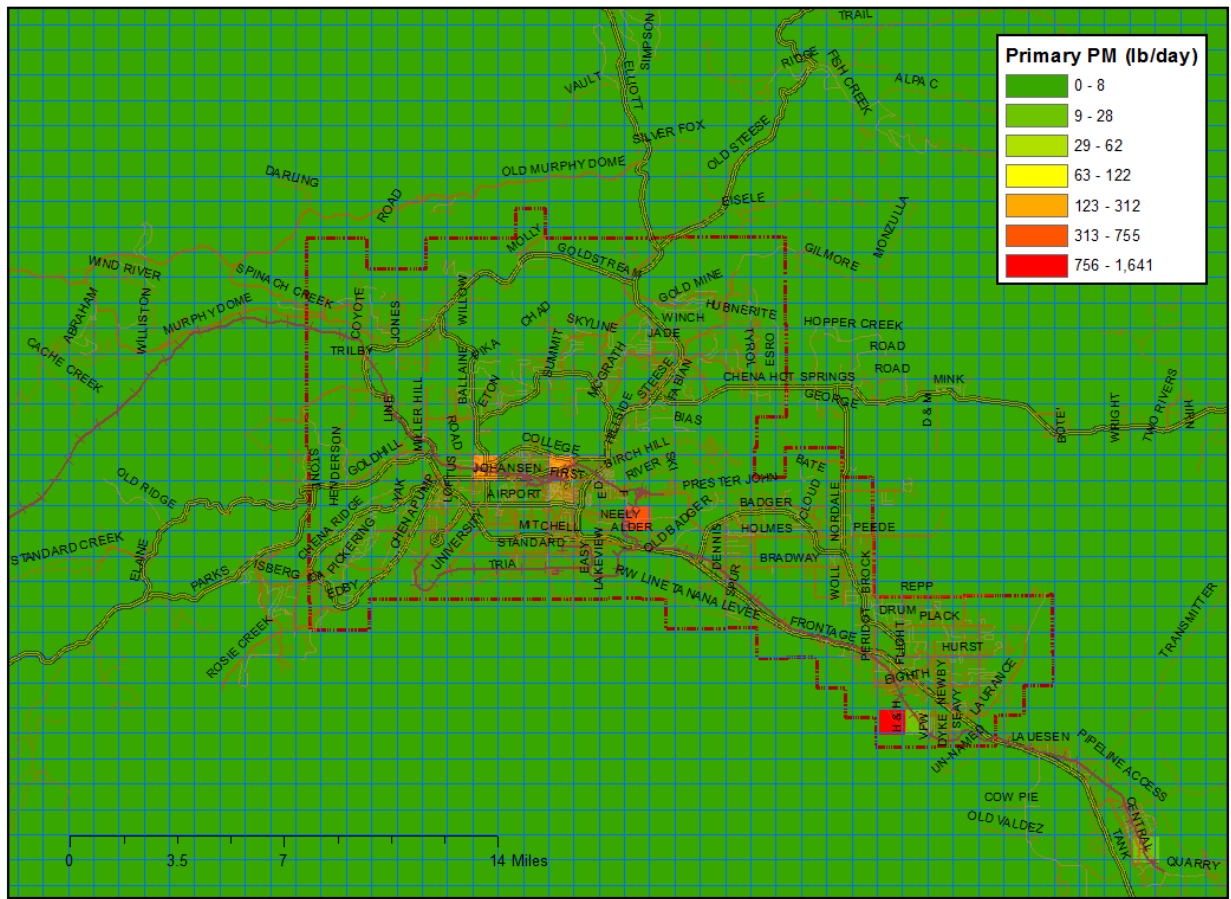 TRAIL
SIMPSON
ELLIOTT
RIDGE
FISH CREEK
VAULT
ALPA C
SILVER FOX
OLD STEESE
OLD MURPHY DOME
DARLING
ROAD
EISELE
MONZULLA
MOLLY
GOLDSTREAM
GILMORE
WIND RIVER
SPINACH CREEK
GOLD MINE
ABRAHAM
WILLISTON
MURPHY DOME
COYOTE
JONES
WILLOW
CHAD
HUBNERITE
SKYLINE
WINCH
JADE
HOPPER CREEK
ROAD
CACHE CREEK
TRILBY
BALLAINE
SUMMIT
MCGRATH
STEESE
FABIAN
TYROL
ESRO
ROAD
CHENA HOT SPRINGS
MINK
ETON
LINE
MILLER HILL
HILLSIDE
BIAS
GEORGE
D & M
BOTE'
WRIGHT
TWO RIVERS
HIEN
ROAD
COLLEGE
STOTS
HENDERSON
GOLDHILL
LOFTUS
JOHANSEN
FIRST
BIRCH HILL
RIVER
SKY
BATE
OLD RIDGE
YAK
CHENA PUMP
AIRPORT
E D
F
PRESTER JOHN
CLOUD
NORDALE
CHENA RIDGE
PICKERING
UNIVERSITY
MITCHELL
NEELY
ALDER
OLD BADGER
BADGER
HOLMES
PEEDE
STANDARD CREEK
ELAINE
PARKS
ISBERG
EDDY
STANDARD
TRIA
EASY
LAKEVIEW
DENNIS
SPUR
BRADWAY
WOLL
BROCK
R/W LINE TANANA LEVEE
REPP
DRUM
PLACK
TRANSMITTER
ROSIE CREEK
FRONTAGE
PERIDOT
FLIGHT
HURST
EIGHTH
NEWBY
LAURANCE
H & H
VFW
DYKE
SEAVY
UN-NAMED
LAUESEN
PIPELINE ACCESS
COW PIE
OLD VALDEZ
CENTRAL
TANK
QUARRY
Primary PM (lb/day)
0 - 8
9 - 28
29 - 62
63 - 122
123 - 312
313 - 755
756 - 1,641
0 3.5 7 14 Miles